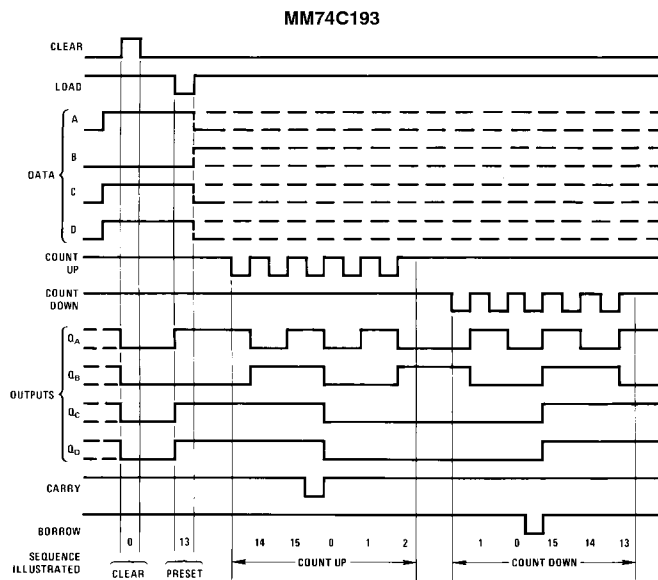 MM74C193
CLEAR
LOAD
A
B
DATA
C
D
COUNT
UP
COUNT
DOWN
QA
QB
OUTPUTS
QC
QD
CARRY
BORROW
0 13 14 15 0 1 2 1 0 15 14 13
SEQUENCE
ILLUSTRATED
COUNT UP COUNT DOWN
CLEAR PRESET